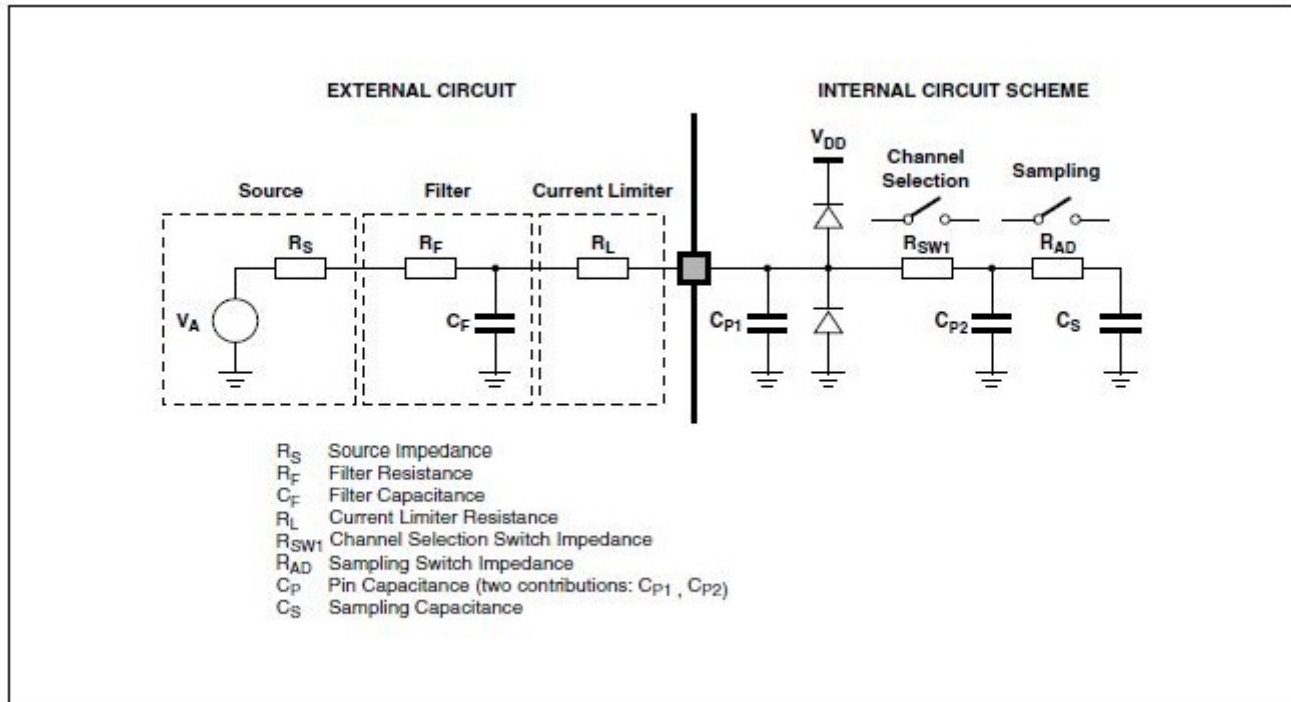 EXTERNAL CIRCUIT
INTERNAL CIRCUIT SCHEME
VDD
Channel
Selection
Sampling
Source
Filter
Current Limiter
RS
RF
RL
RSW1
RAD
VA
CF
CP1
CP2
CS
RS Source Impedance
RF Filter Resistance
CF Filter Capacitance
RL Current Limiter Resistance
RSW1 Channel Selection Switch Impedance
RAD Sampling Switch Impedance
CP Pin Capacitance (two contributions: CP1 , CP2)
CS Sampling Capacitance